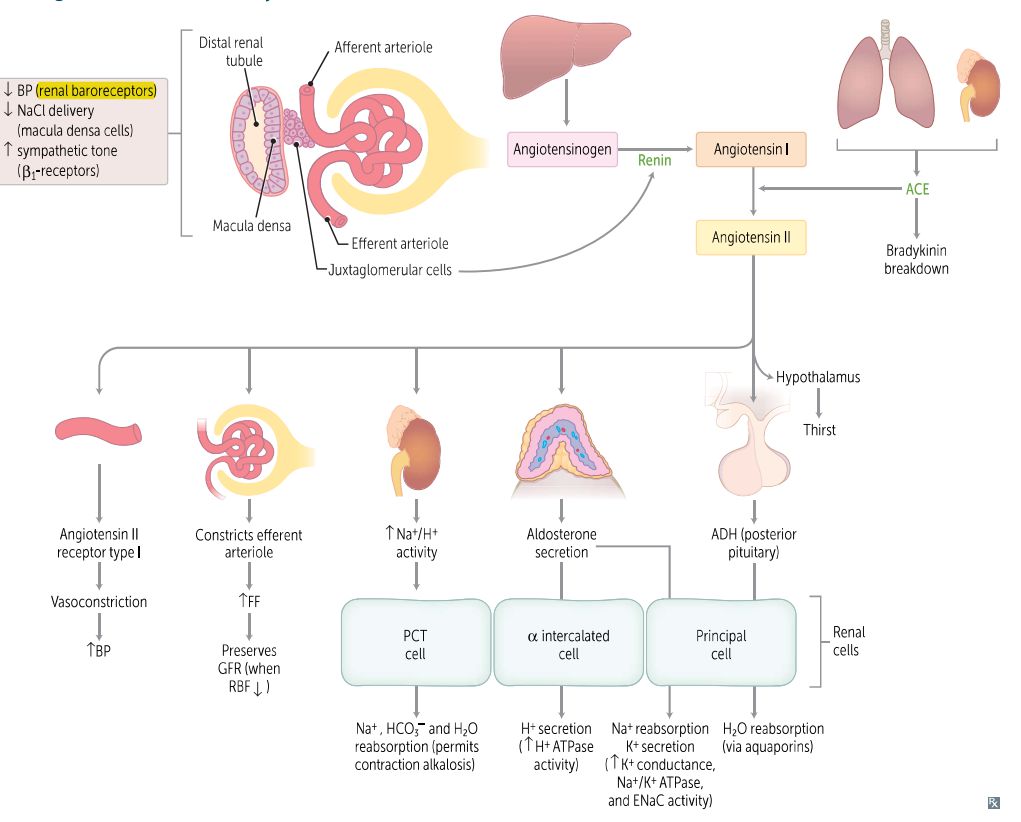 Distal renal
tubule
Afferent arteriole
↓ BP (renal baroreceptors)
↓ NaCl delivery
(macula densa cells)
↑ sympathetic tone
(β₁-receptors)
Macula densa
Efferent arteriole
Juxtaglomerular cells
Angiotensinogen
Renin
Angiotensin I
ACE
Angiotensin II
Bradykinin
breakdown
Hypothalamus
Thirst
Angiotensin II
receptor type I
Vasoconstriction
↑BP
Constricts efferent
arteriole
↑FF
Preserves
GFR (when
RBF ↓ )
↑Na⁺/H⁺
activity
Aldosterone
secretion
ADH (posterior
pituitary)
PCT
cell
α intercalated
cell
Principal
cell
Renal
cells
Na⁺, HCO₃⁻ and H₂O
reabsorption (permits
contraction alkalosis)
H⁺ secretion
(↑H⁺ ATPase
activity)
Na⁺ reabsorption
K⁺ secretion
(↑K⁺ conductance,
Na⁺/K⁺ ATPase,
and ENaC activity)
H₂O reabsorption
(via aquaporins)
Rx